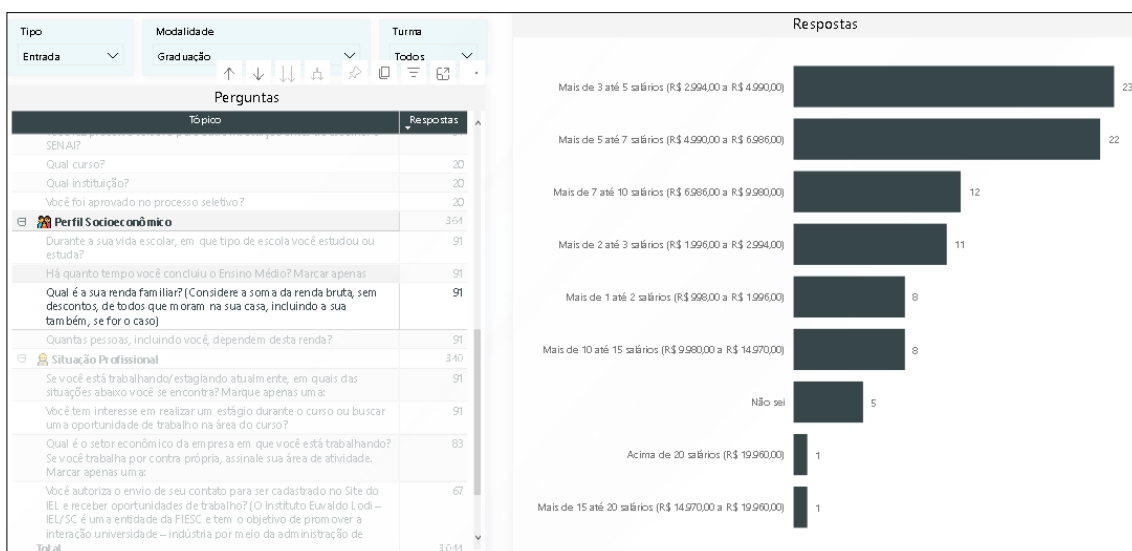 Tipo
Modalidade
Turma
Entrada
Graduação
Todos
Perguntas
Tópico
Respostas
SENAI?
Qual curso?
20
Qual instituição?
20
Você foi aprovado no processo seletivo?
20
Perfil Socioeconômico
364
Durante a sua vida escolar, em que tipo de escola você estudou ou
estuda?
91
Há quanto tempo você concluiu o Ensino Médio? Marcar apenas
91
Qual é a sua renda familiar? (Considere a soma da renda bruta, sem
descontos, de todos que moram na sua casa, incluindo a sua
também, se for o caso)
91
Quantas pessoas, incluindo você, dependem desta renda?
91
Situação Profissional
340
Se você está trabalhando/estagiando atualmente, em quais das
situações abaixo você se encontra? Marque apenas uma:
91
Você tem interesse em realizar um estágio durante o curso ou buscar
uma oportunidade de trabalho na área do curso?
91
Qual é o setor econômico da empresa em que você está trabalhando?
Se você trabalha por contra própria, assinale sua área de atividade.
Marcar apenas uma:
83
Você autoriza o envio de seu contato para ser cadastrado no Site do
IEL e receber oportunidades de trabalho? (O Instituto Euvaldo Lodi –
IEL/SC é uma entidade da FIESC e tem o objetivo de promover a
interação universidade – indústria por meio da administração de
67
Total
3.044
Respostas
Mais de 3 até 5 salários (R$ 2.994,00 a R$ 4.990,00)
23
Mais de 5 até 7 salários (R$ 4.990,00 a R$ 6.986,00)
22
Mais de 7 até 10 salários (R$ 6.986,00 a R$ 9.980,00)
12
Mais de 2 até 3 salários (R$ 1.996,00 a R$ 2.994,00)
11
Mais de 1 até 2 salários (R$ 998,00 a R$ 1.996,00)
8
Mais de 10 até 15 salários (R$ 9.980,00 a R$ 14.970,00)
8
Não sei
5
Acima de 20 salários (R$ 19.960,00)
1
Mais de 15 até 20 salários (R$ 14.970,00 a R$ 19.960,00)
1